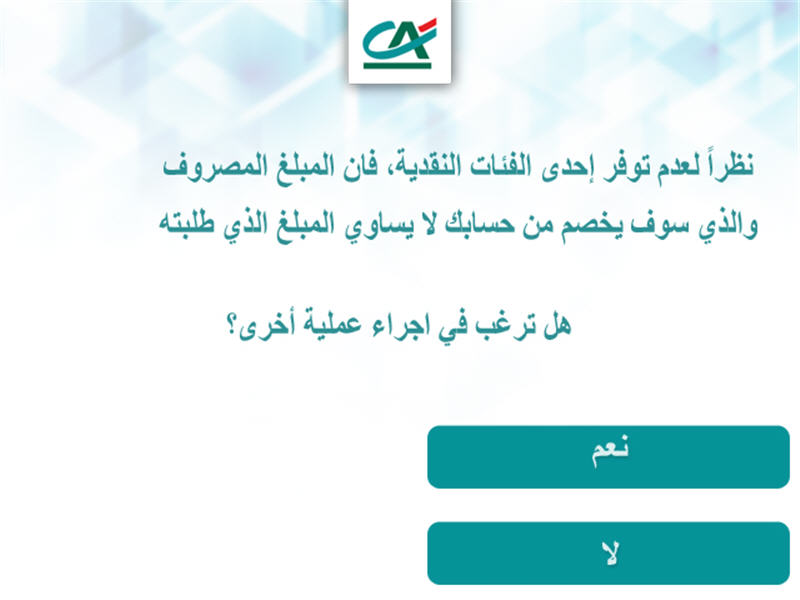 CA
نظراً لعدم توفر إحدى الفئات النقدية، فان المبلغ المصروف
والذي سوف يخصم من حسابك لا يساوي المبلغ الذي طلبته
هل ترغب في اجراء عملية أخرى؟
نعم
لا